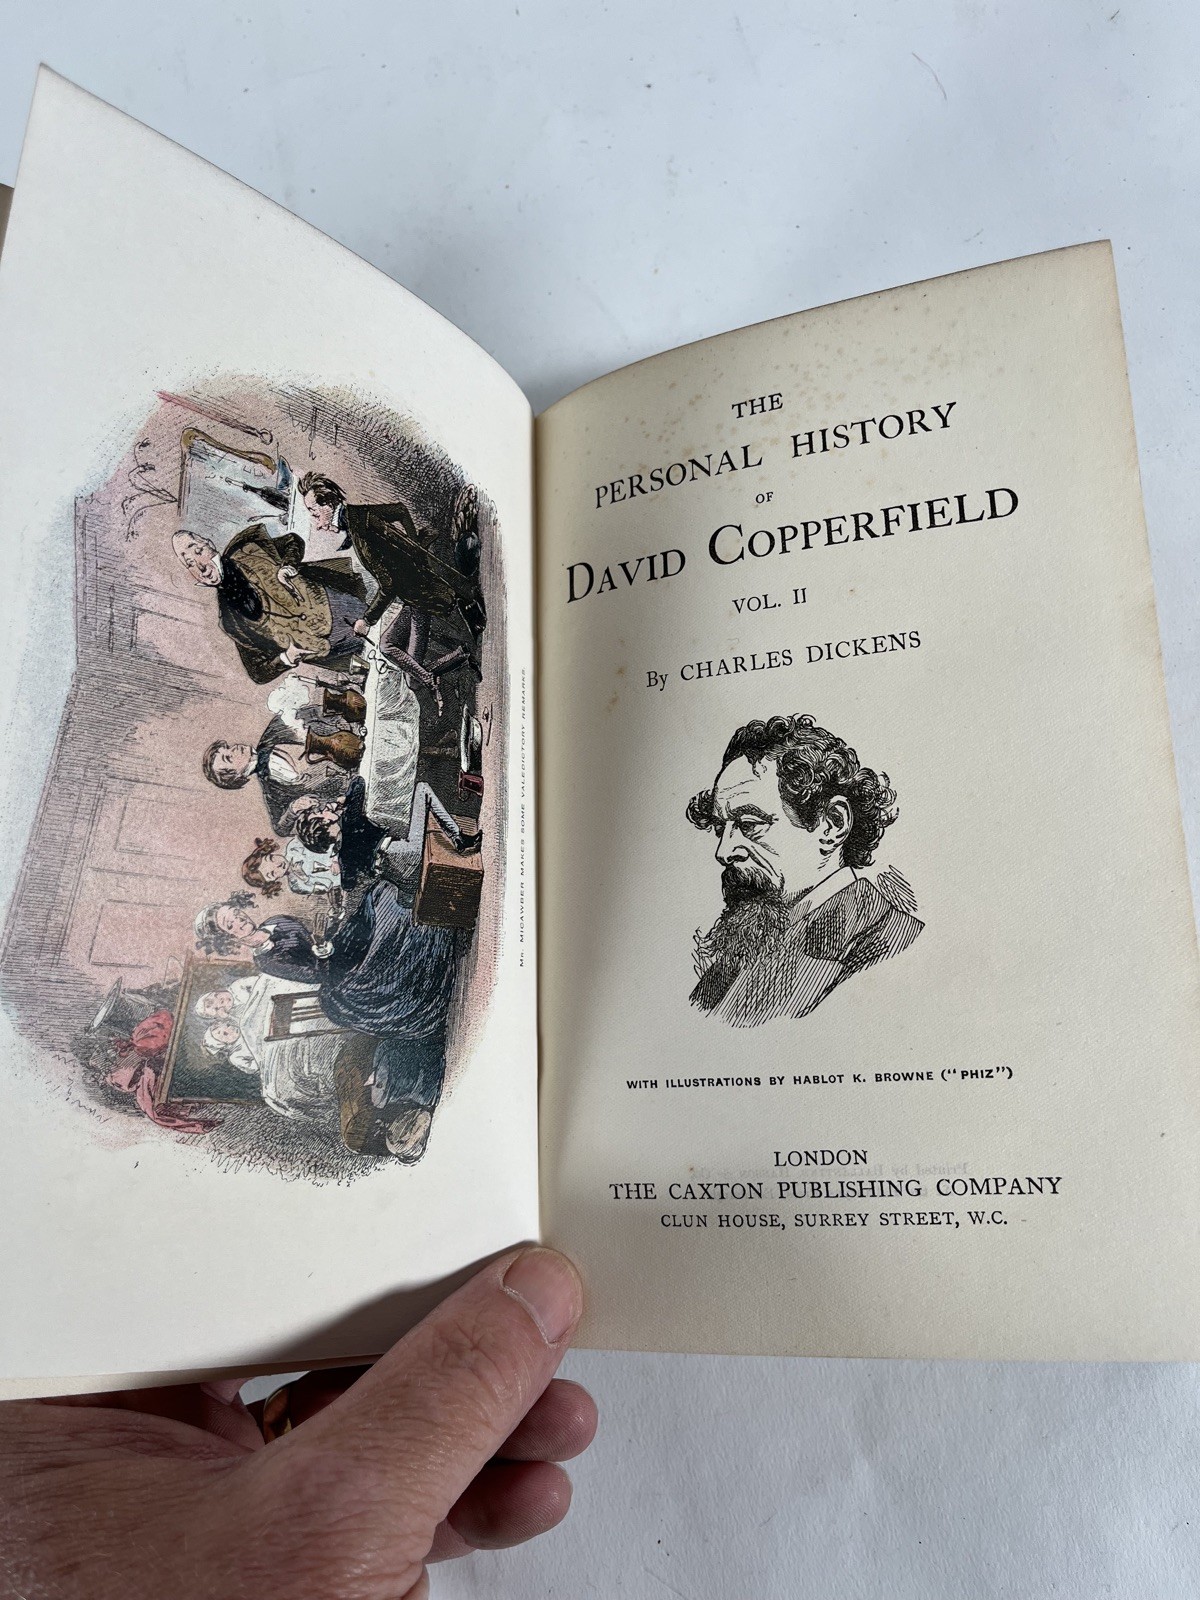 MR. MICAWBER MAKES SOME VALEDICTORY REMARKS.
THE
PERSONAL HISTORY
OF
DAVID COPPERFIELD
VOL. II
By CHARLES DICKENS
WITH ILLUSTRATIONS BY HABLOT K. BROWNE ("PHIZ")
LONDON
THE CAXTON PUBLISHING COMPANY
CLUN HOUSE, SURREY STREET, W.C.